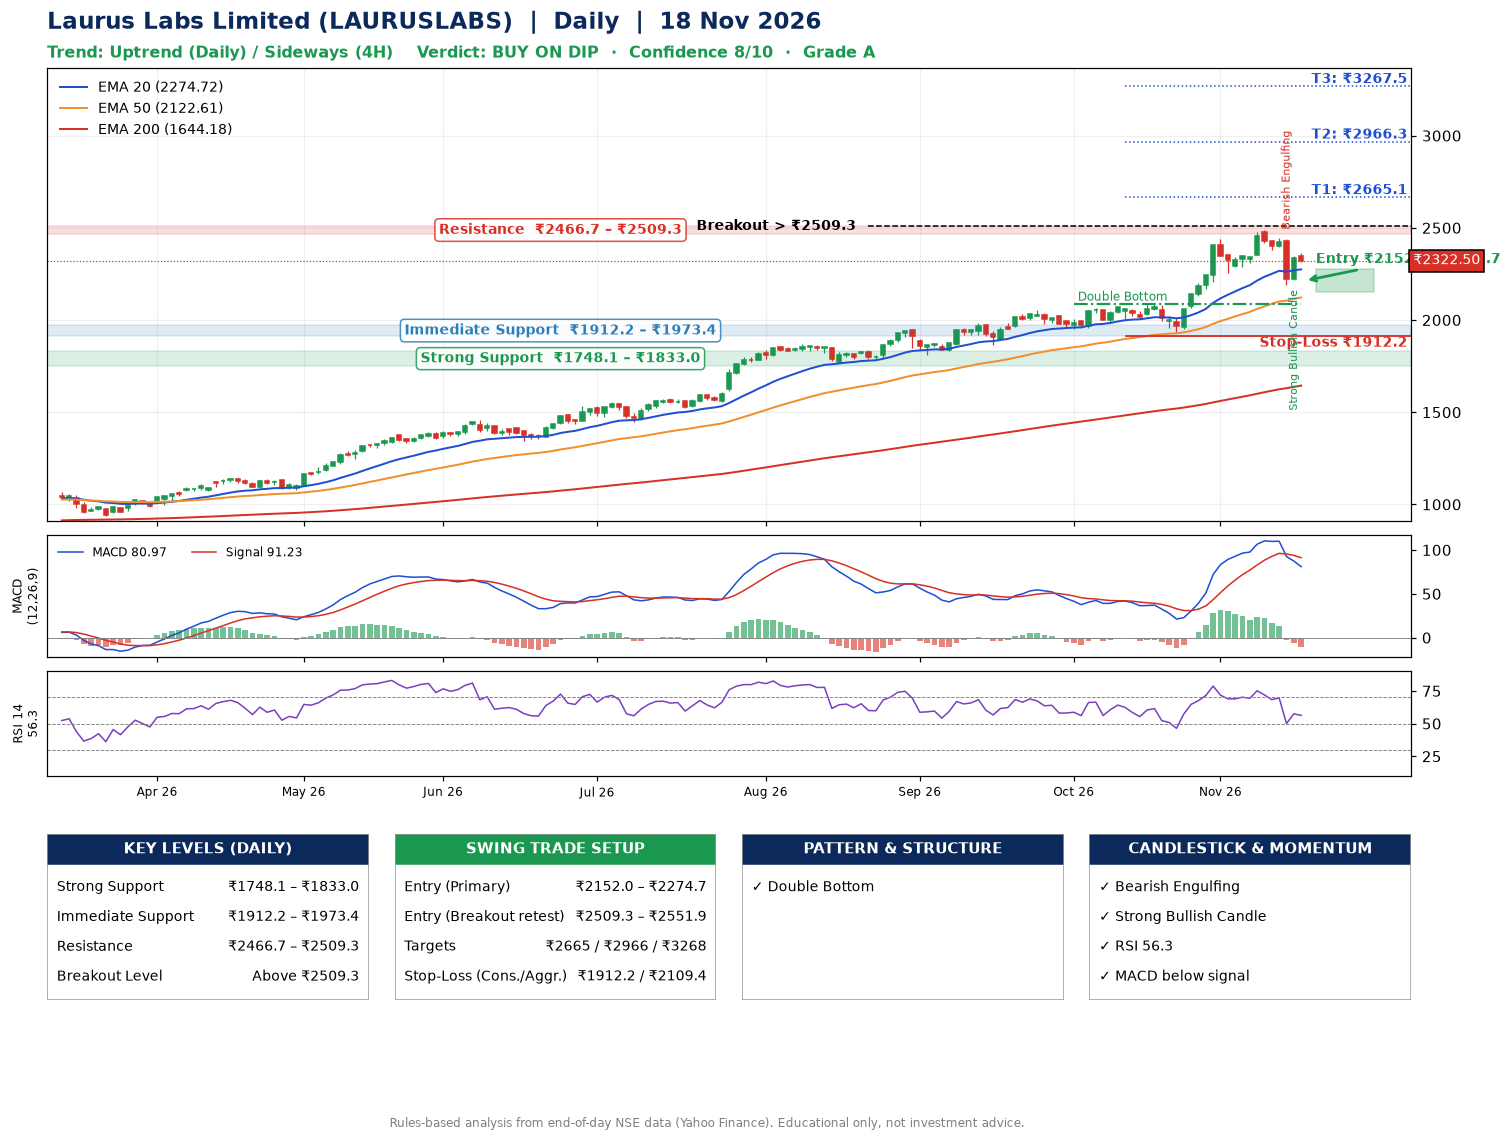 Laurus Labs Limited (LAURUSLABS) | Daily | 18 Nov 2026
Trend: Uptrend (Daily) / Sideways (4H) Verdict: BUY ON DIP · Confidence 8/10 · Grade A
EMA 20 (2274.72)
EMA 50 (2122.61)
EMA 200 (1644.18)
T3: ₹3267.5
T2: ₹2966.3
T1: ₹2665.1
Bearish Engulfing
Resistance ₹2466.7 – ₹2509.3
Breakout > ₹2509.3
Entry ₹2152
.7
₹2322.50
Double Bottom
Immediate Support ₹1912.2 – ₹1973.4
Strong Support ₹1748.1 – ₹1833.0
Stop-Loss ₹1912.2
Strong Bullish Candle
3000
2500
2000
1500
1000
MACD 80.97
Signal 91.23
MACD
(12,26,9)
100
50
0
RSI 14
56.3
75
50
25
Apr 26
May 26
Jun 26
Jul 26
Aug 26
Sep 26
Oct 26
Nov 26
KEY LEVELS (DAILY)
Strong Support ₹1748.1 – ₹1833.0
Immediate Support ₹1912.2 – ₹1973.4
Resistance ₹2466.7 – ₹2509.3
Breakout Level Above ₹2509.3
SWING TRADE SETUP
Entry (Primary) ₹2152.0 – ₹2274.7
Entry (Breakout retest) ₹2509.3 – ₹2551.9
Targets ₹2665 / ₹2966 / ₹3268
Stop-Loss (Cons./Aggr.) ₹1912.2 / ₹2109.4
PATTERN & STRUCTURE
✓ Double Bottom
CANDLESTICK & MOMENTUM
✓ Bearish Engulfing
✓ Strong Bullish Candle
✓ RSI 56.3
✓ MACD below signal
Rules-based analysis from end-of-day NSE data (Yahoo Finance). Educational only, not investment advice.